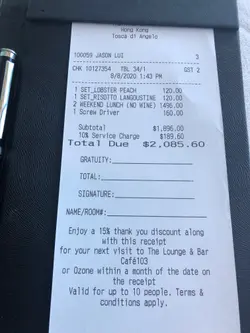 Hong Kong
Tosca di Angelo
100059 JASON LUI 3
CHK 10127354 TBL 34/1 GST 2
8/8/2020 1:43 PM
1 SET_LOBSTER PEACH 120.00
1 SET_RISOTTO LANGOUSTINE 120.00
2 WEEKEND LUNCH (NO WINE) 1496.00
1 Screw Driver 160.00
Subtotal $1,896.00
10% Service Charge $189.60
Total Due $2,085.60
GRATUITY:
TOTAL:
SIGNATURE:
NAME/ROOM#:
Enjoy a 15% thank you discount along
with this receipt
for your next visit to The Lounge & Bar
Café103
or Ozone within a month of the date on
the receipt
Valid for up to 10 people. Terms &
conditions apply.